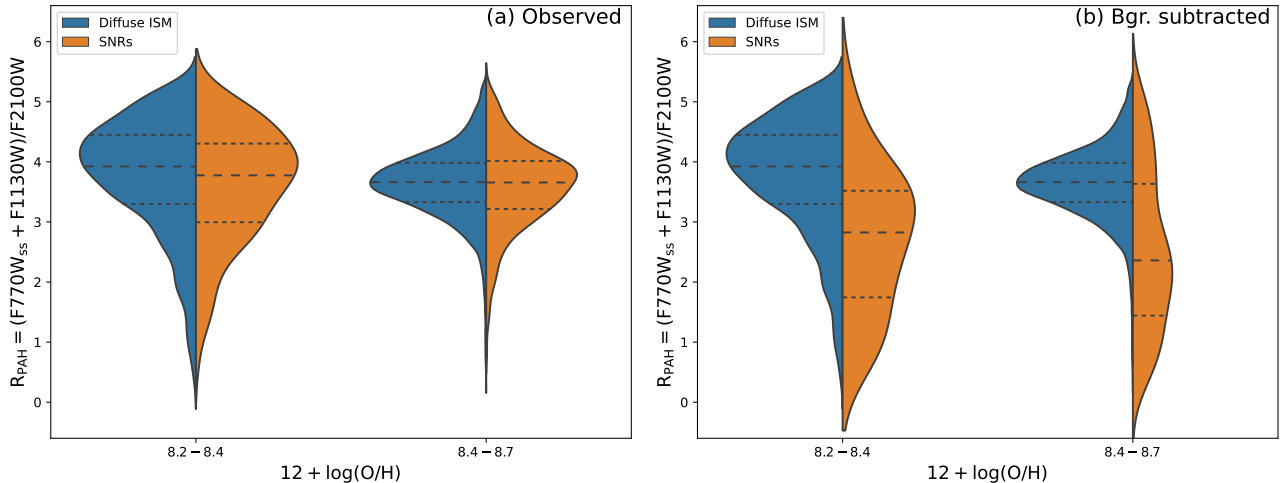 (a) Observed
Diffuse ISM
SNRs
R_PAH = (F770W_ss + F1130W)/F2100W
6
5
4
3
2
1
0
8.2−8.4
8.4−8.7
12 + log(O/H)
(b) Bgr. subtracted
Diffuse ISM
SNRs
R_PAH = (F770W_ss + F1130W)/F2100W
6
5
4
3
2
1
0
8.2−8.4
8.4−8.7
12 + log(O/H)